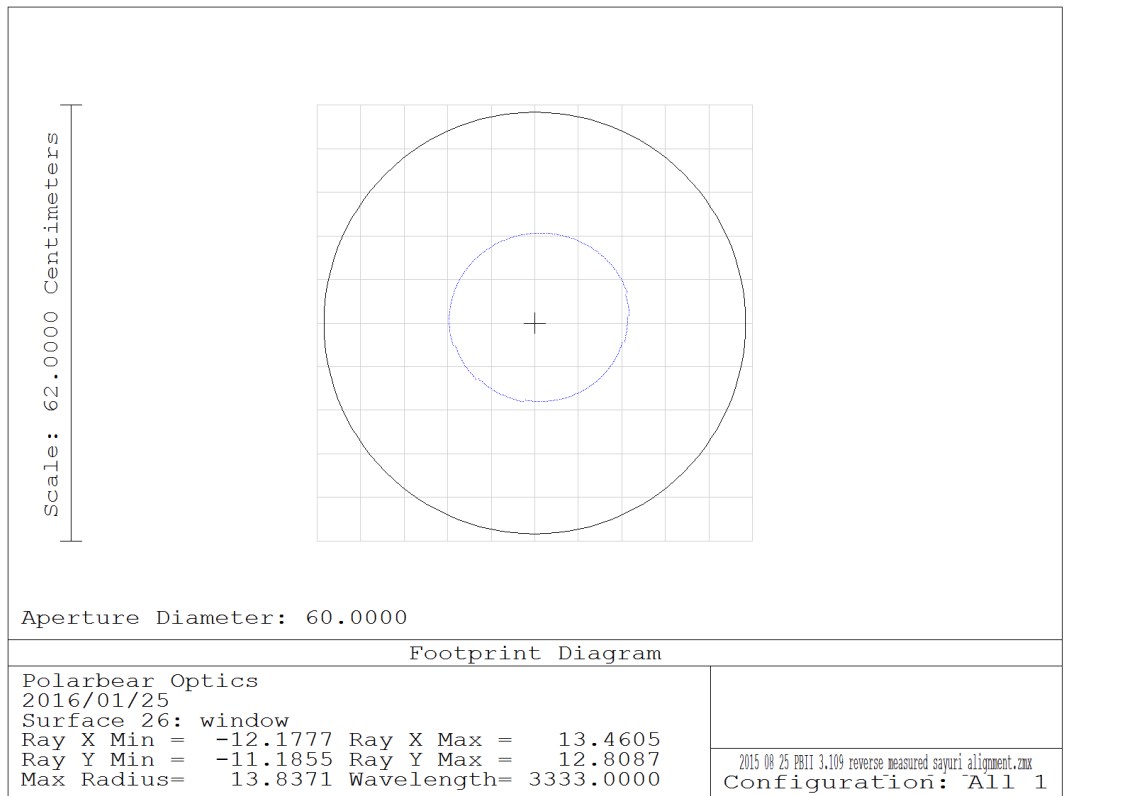 Scale: 62.0000 Centimeters
Aperture Diameter: 60.0000
Footprint Diagram
Polarbear Optics
2016/01/25
Surface 26: window
Ray X Min = -12.1777 Ray X Max = 13.4605
Ray Y Min = -11.1855 Ray Y Max = 12.8087
Max Radius= 13.8371 Wavelength= 3333.0000
2015 08 25 PBII 3.109 reverse measured sayuri alignment.zmx
Configuration: All 1